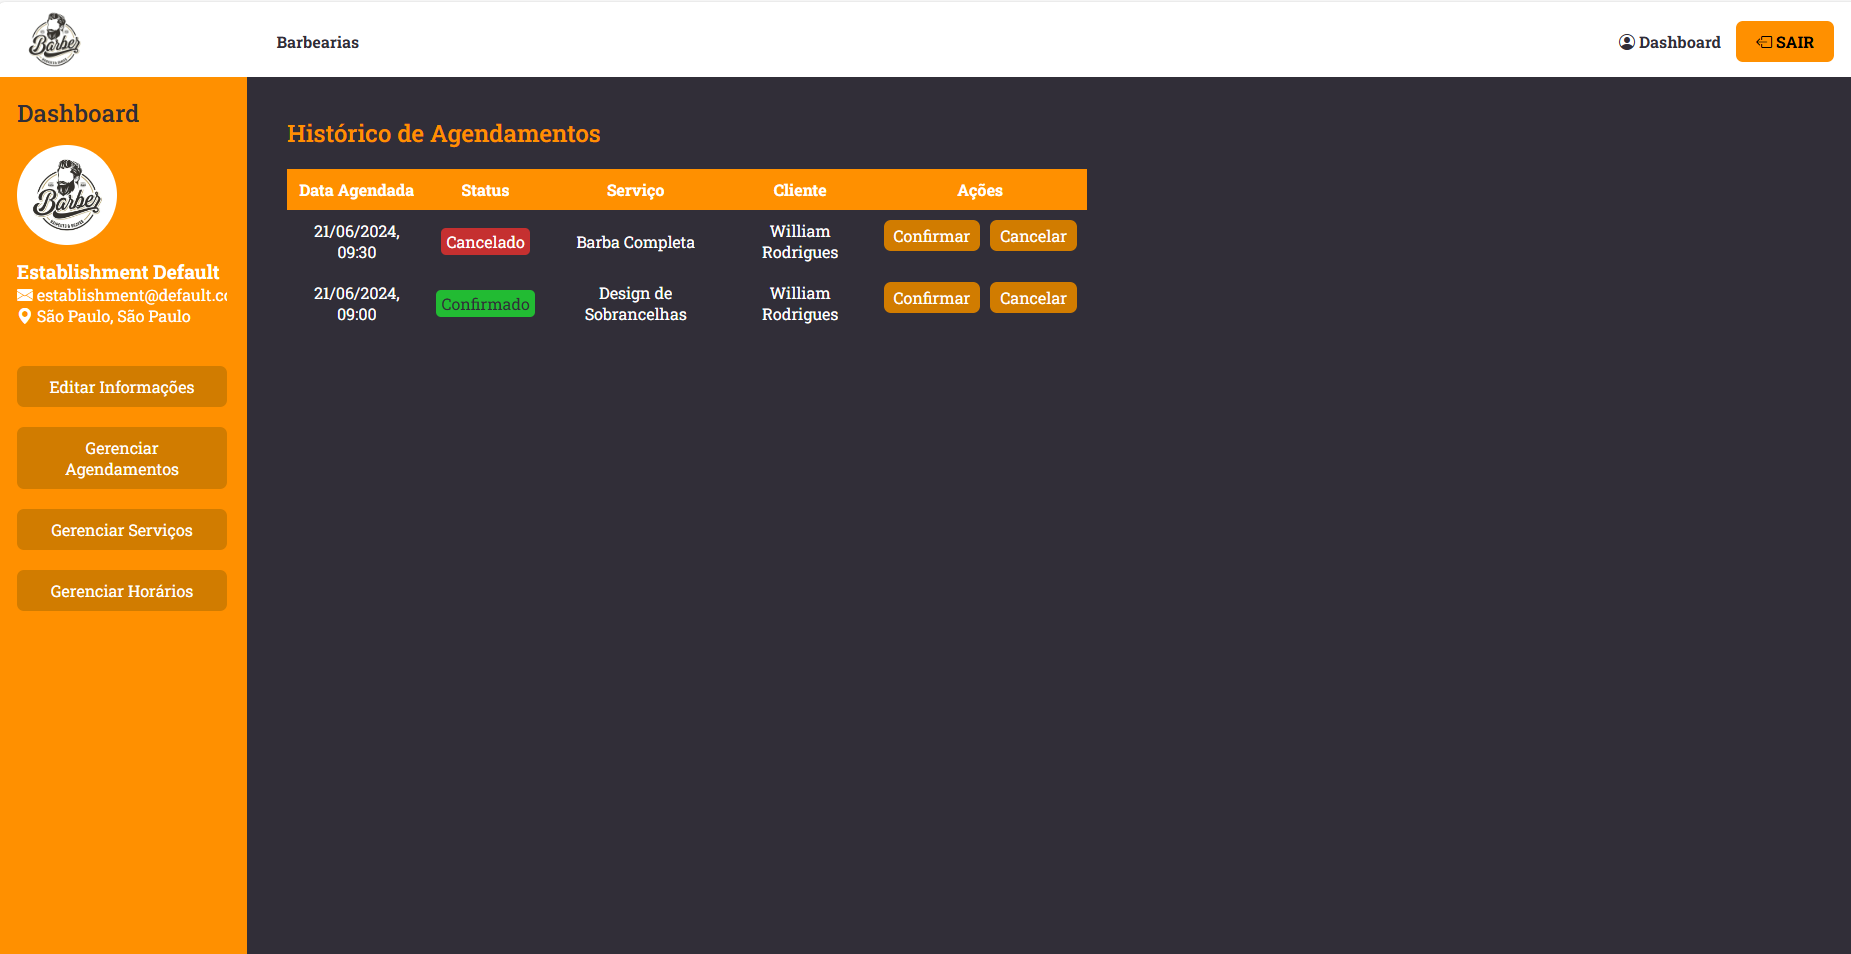 Barber
Barbearias
Dashboard
SAIR
Dashboard
Barber
Establishment Default
establishment@default.co
São Paulo, São Paulo
Editar Informações
Gerenciar
Agendamentos
Gerenciar Serviços
Gerenciar Horários
Histórico de Agendamentos
Data Agendada Status Serviço Cliente Ações
21/06/2024,
09:30
Cancelado
Barba Completa
William
Rodrigues
Confirmar Cancelar
21/06/2024,
09:00
Confirmado
Design de
Sobrancelhas
William
Rodrigues
Confirmar Cancelar